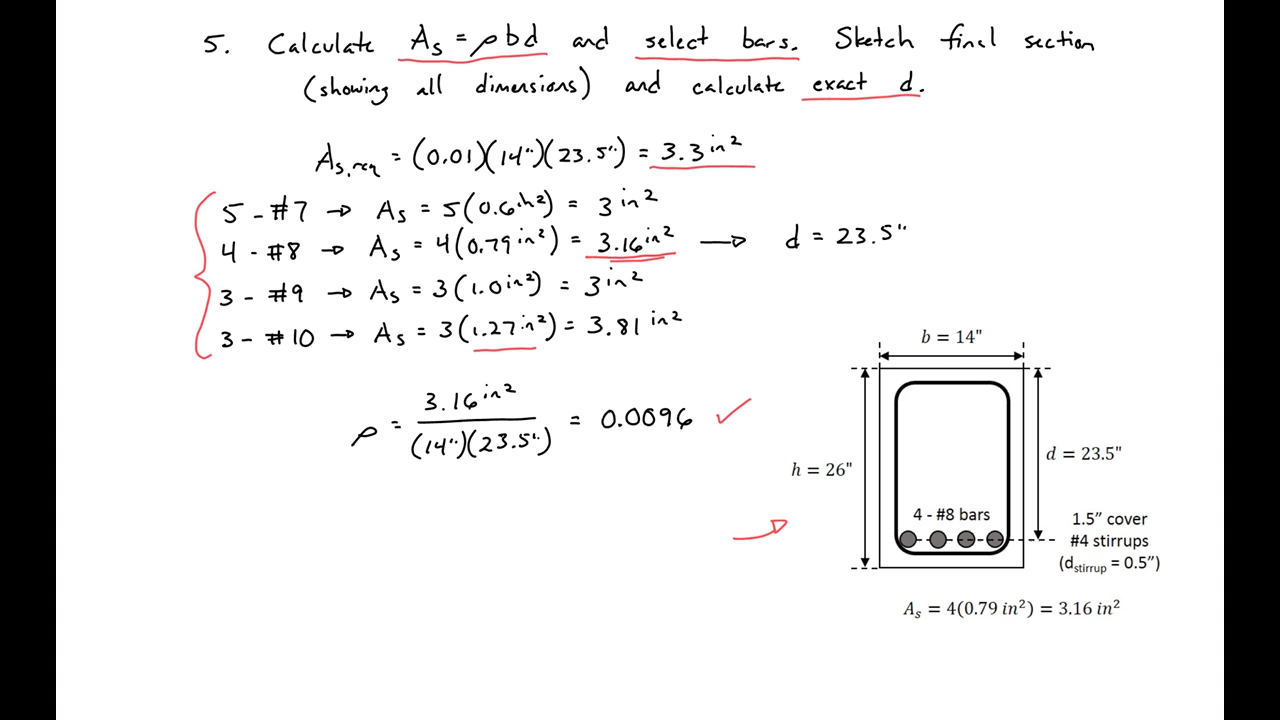 5. Calculate As = ρbd and select bars. Sketch final section
(showing all dimensions) and calculate exact d.
As,req = (0.01)(14")(23.5") = 3.3 in²
5 - #7 → As = 5(0.6 in²) = 3 in²
4 - #8 → As = 4(0.79 in²) = 3.16 in² → d = 23.5"
3 - #9 → As = 3(1.0 in²) = 3 in²
3 - #10 → As = 3(1.27 in²) = 3.81 in²
ρ = 3.16 in² / (14")(23.5") = 0.0096 ✓
b = 14"
h = 26"
d = 23.5"
4 - #8 bars
1.5” cover
#4 stirrups
(dstirrup = 0.5”)
As = 4(0.79 in²) = 3.16 in²